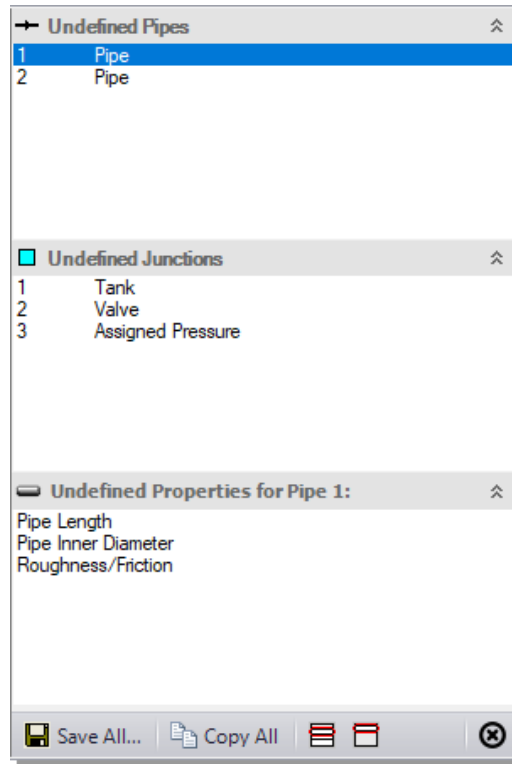 Undefined Pipes
1 Pipe
2 Pipe
Undefined Junctions
1 Tank
2 Valve
3 Assigned Pressure
Undefined Properties for Pipe 1:
Pipe Length
Pipe Inner Diameter
Roughness/Friction
Save All... Copy All